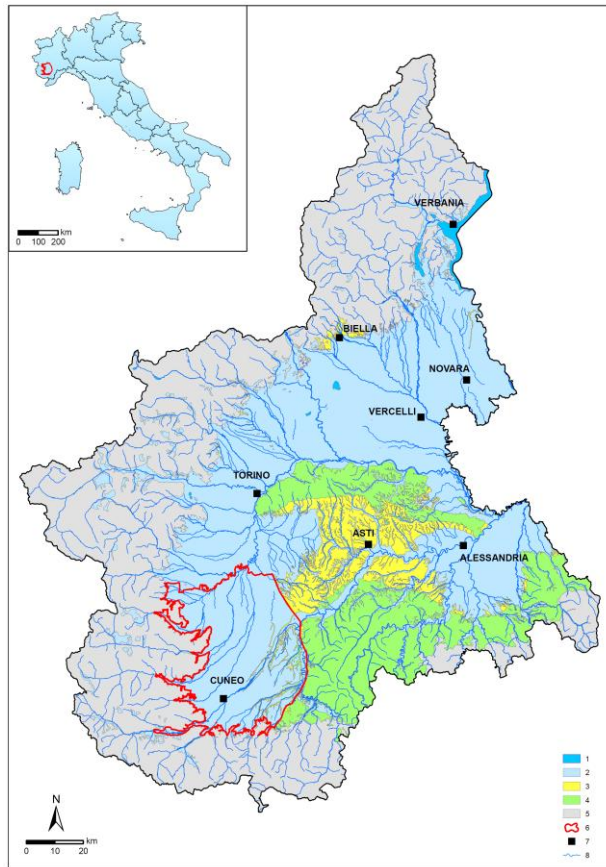 0 100 200
km
VERBANIA
BIELLA
NOVARA
VERCELLI
TORINO
ASTI
ALESSANDRIA
CUNEO
1
2
3
4
5
6
7
8
N
0 10 20
km